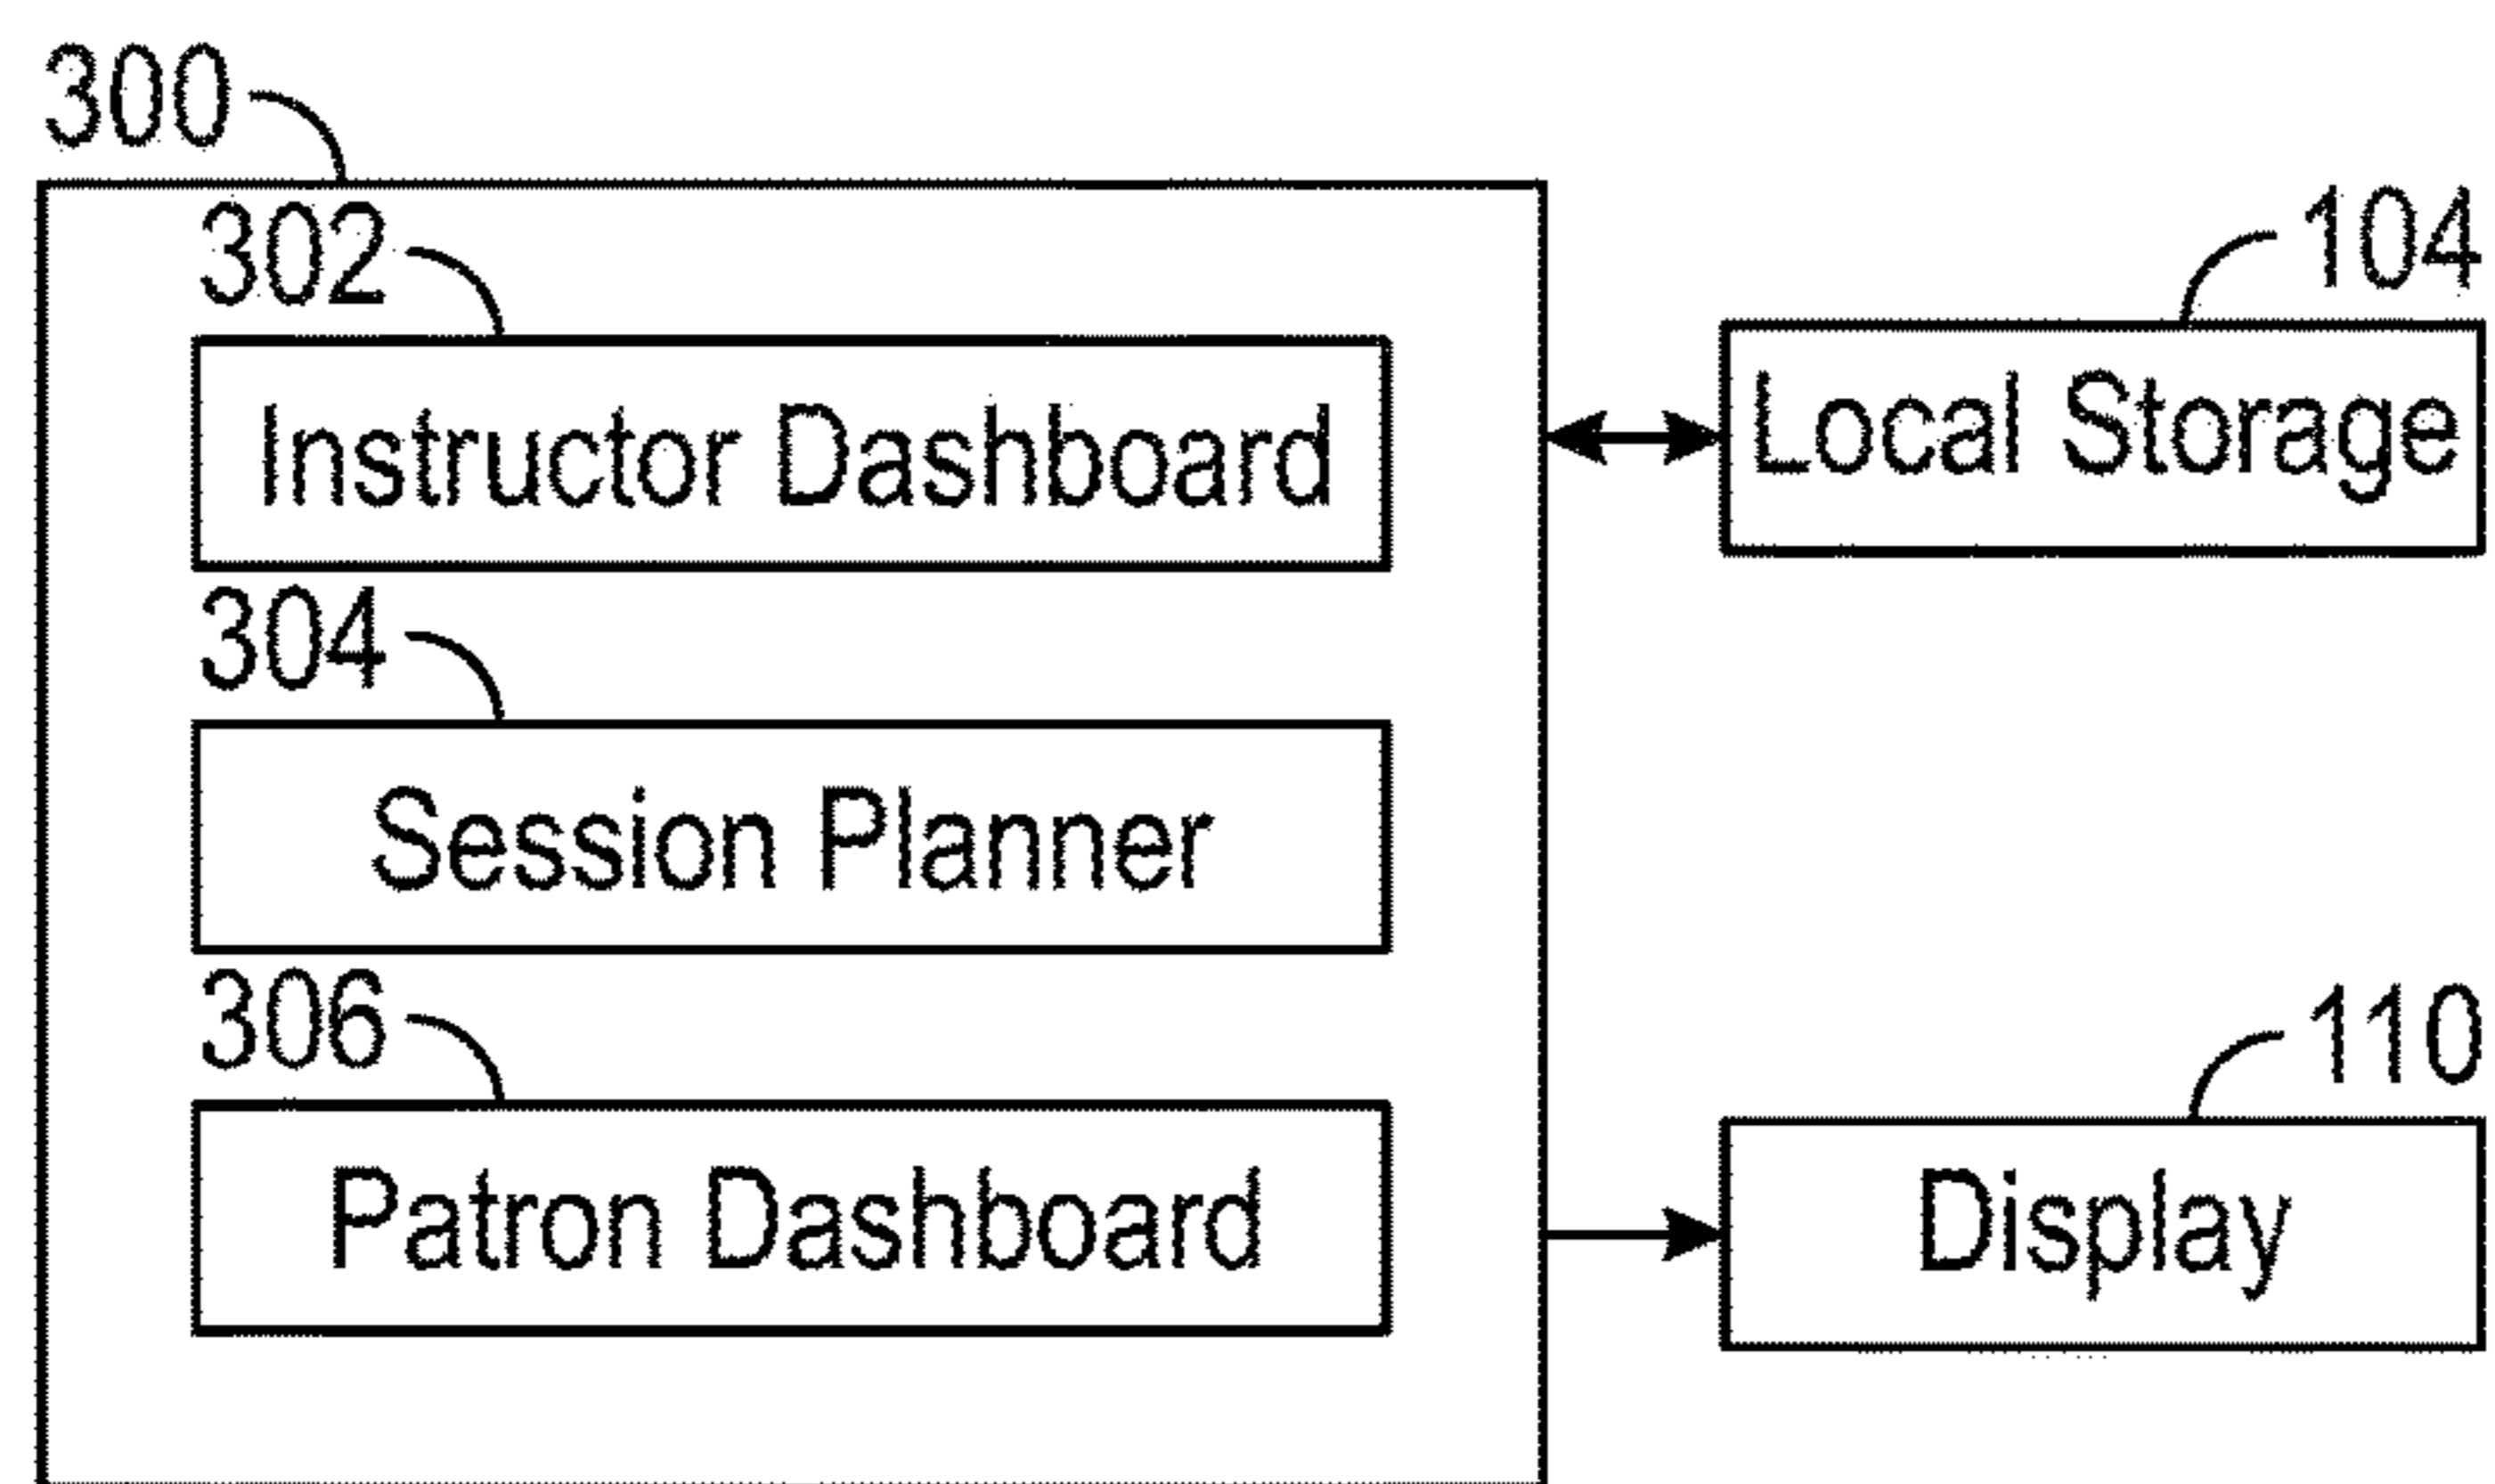 300
302
104
Instructor Dashboard
Local Storage
304
Session Planner
306
110
Patron Dashboard
Display